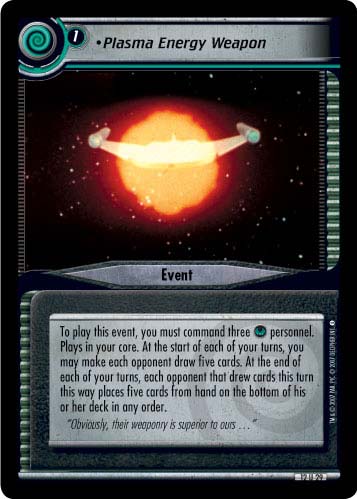 1
•Plasma Energy Weapon
Event
To play this event, you must command three personnel.
Plays in your core. At the start of each of your turns, you
may make each opponent draw five cards. At the end of
each of your turns, each opponent that drew cards this turn
this way places five cards from hand on the bottom of his
or her deck in any order.
"Obviously, their weaponry is superior to ours …"
12 U 29